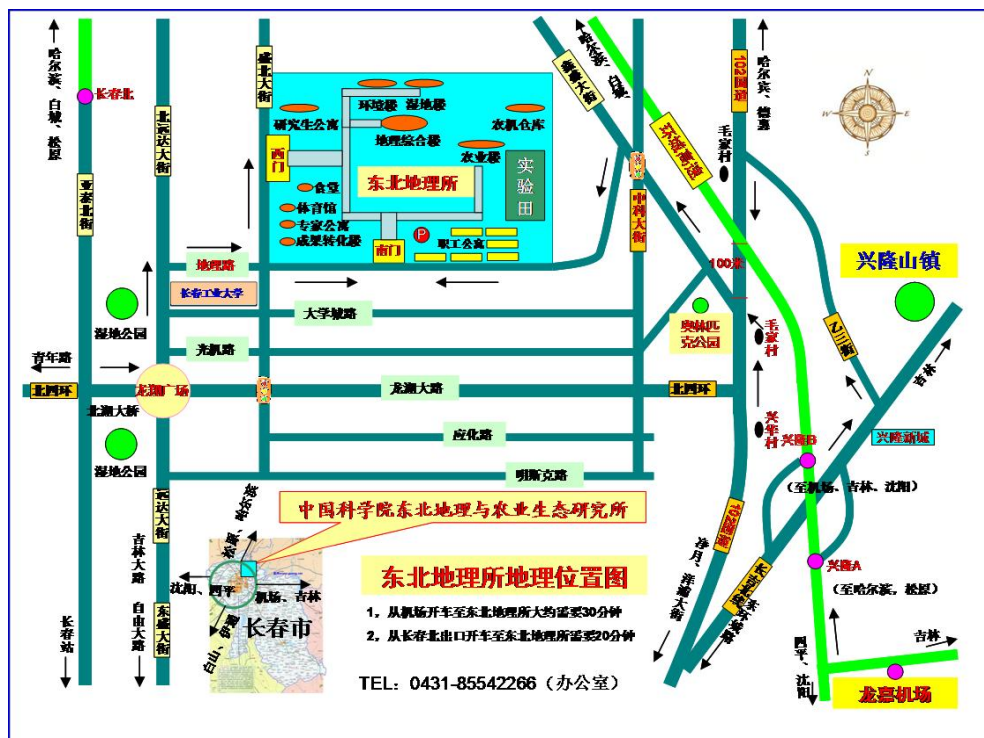 哈尔滨、白城、松原
长春北
亚泰北街
北远达大街
盛北大街
研究生公寓
环境楼
湿地楼
地理综合楼
农机仓库
农业楼
西门
东北地理所
实验田
食堂
体育馆
专家公寓
成果转化楼
南门
P
职工公寓
哈尔滨、白城、
环城高速
102国道
哈尔滨、德惠
毛家村
中科大街
100米
兴隆山镇
地理路
长春工业大学
湿地公园
大学城路
奥林匹克公园
毛家村
乙三街
吉林
青年路
光机路
北四环
龙翔广场
龙湖大路
北四环
北湖大桥
兴华村
应化路
兴隆B
兴隆新城
湿地公园
明斯克路
(至机场、吉林、沈阳)
远达大街
中国科学院东北地理与农业生态研究所
102国道
吉林大路
沈阳、四平
机场、吉林
长春市
东北地理所地理位置图
净月、洋浦大街
兴隆A
(至哈尔滨,松原)
1,从机场开车至东北地理所大约需要30分钟
2,从长春北出口开车至东北地理所需要20分钟
长春站
自由大路
东盛大街
四平、沈阳
吉林
龙嘉机场
TEL:0431-85542266(办公室)
N
W
E
S